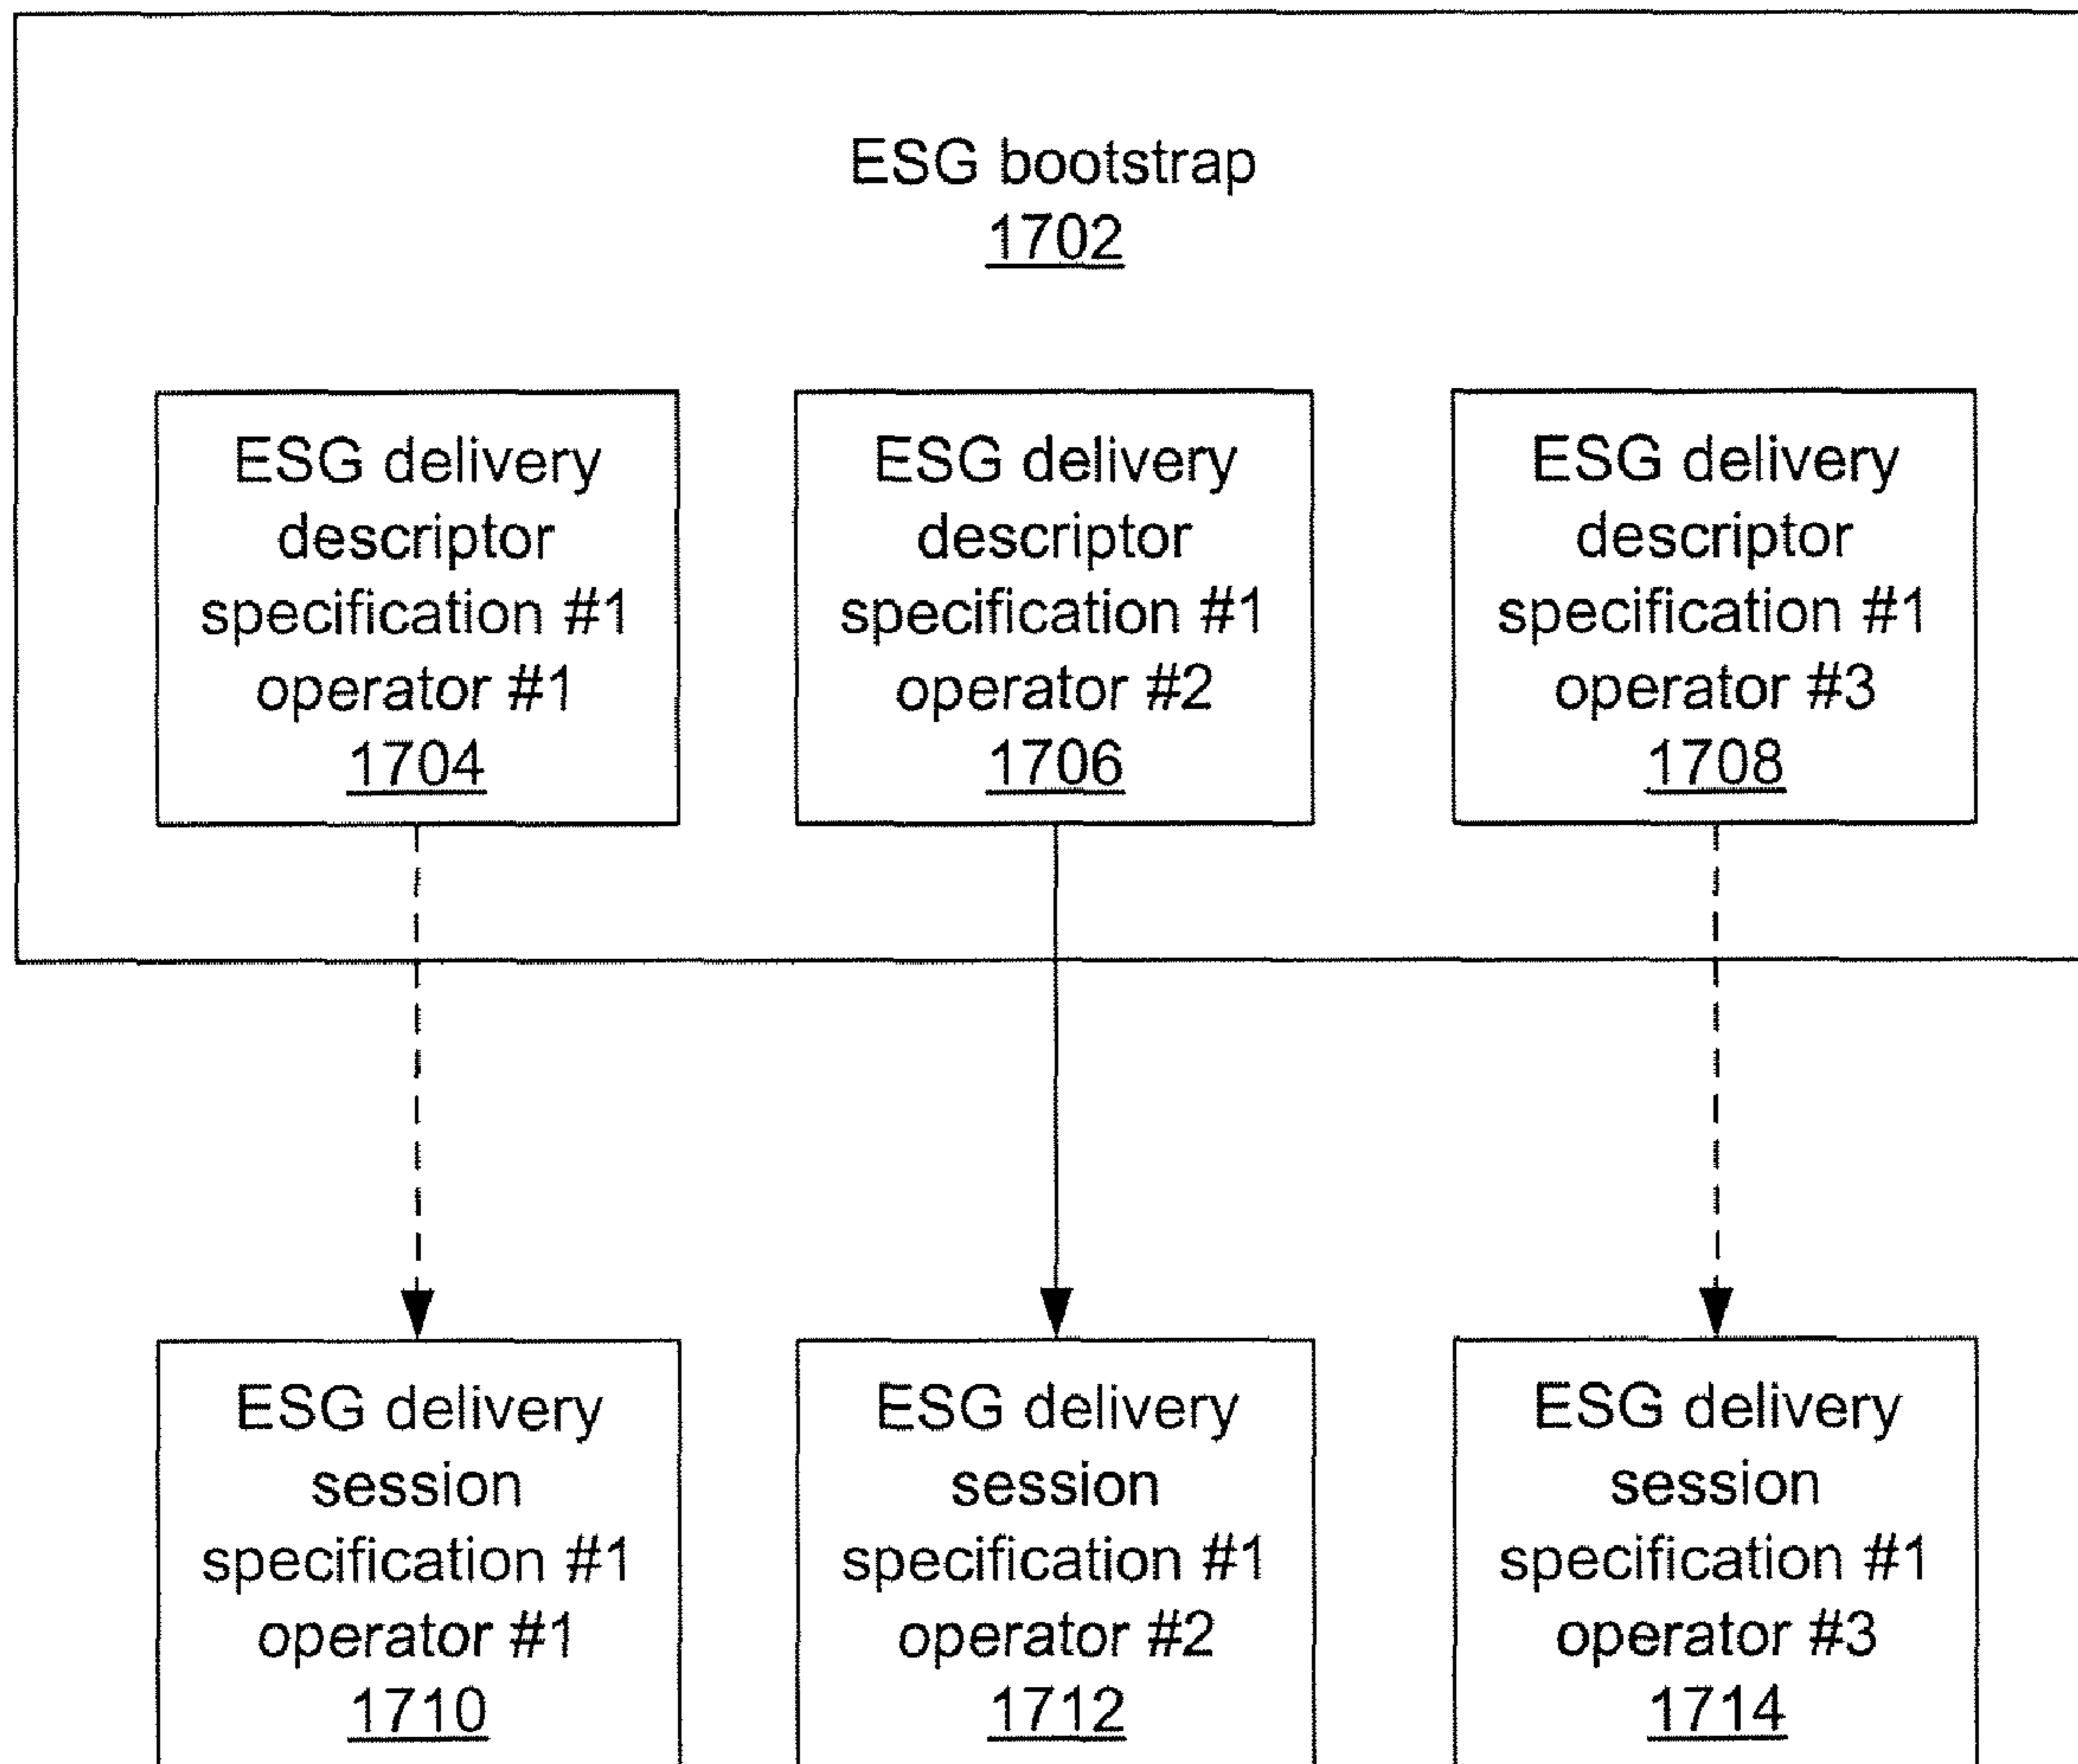 ESG bootstrap
1702
ESG delivery
descriptor
specification #1
operator #1
1704
ESG delivery
descriptor
specification #1
operator #2
1706
ESG delivery
descriptor
specification #1
operator #3
1708
ESG delivery
session
specification #1
operator #1
1710
ESG delivery
session
specification #1
operator #2
1712
ESG delivery
session
specification #1
operator #3
1714